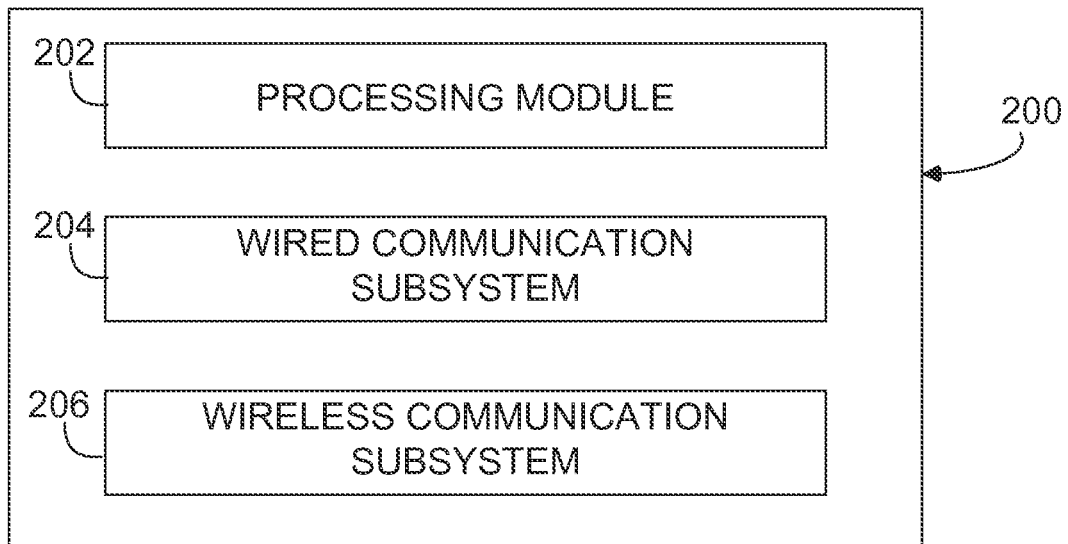 202
PROCESSING MODULE
200
204
WIRED COMMUNICATION
SUBSYSTEM
206
WIRELESS COMMUNICATION
SUBSYSTEM